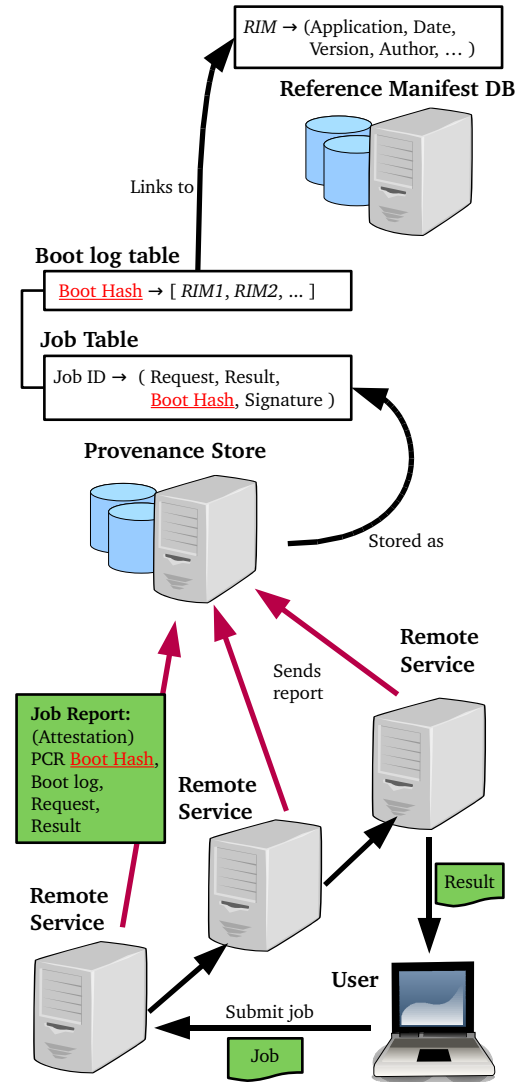 RIM → (Application, Date,
Version, Author, … )
Reference Manifest DB
Links to
Boot log table
Boot Hash → [ RIM1, RIM2, ... ]
Job Table
Job ID → ( Request, Result,
Boot Hash, Signature )
Provenance Store
Stored as
Remote
Service
Sends
report
Job Report:
(Attestation)
PCR Boot Hash,
Boot log,
Request,
Result
Remote
Service
Remote
Service
Result
User
Submit job
Job